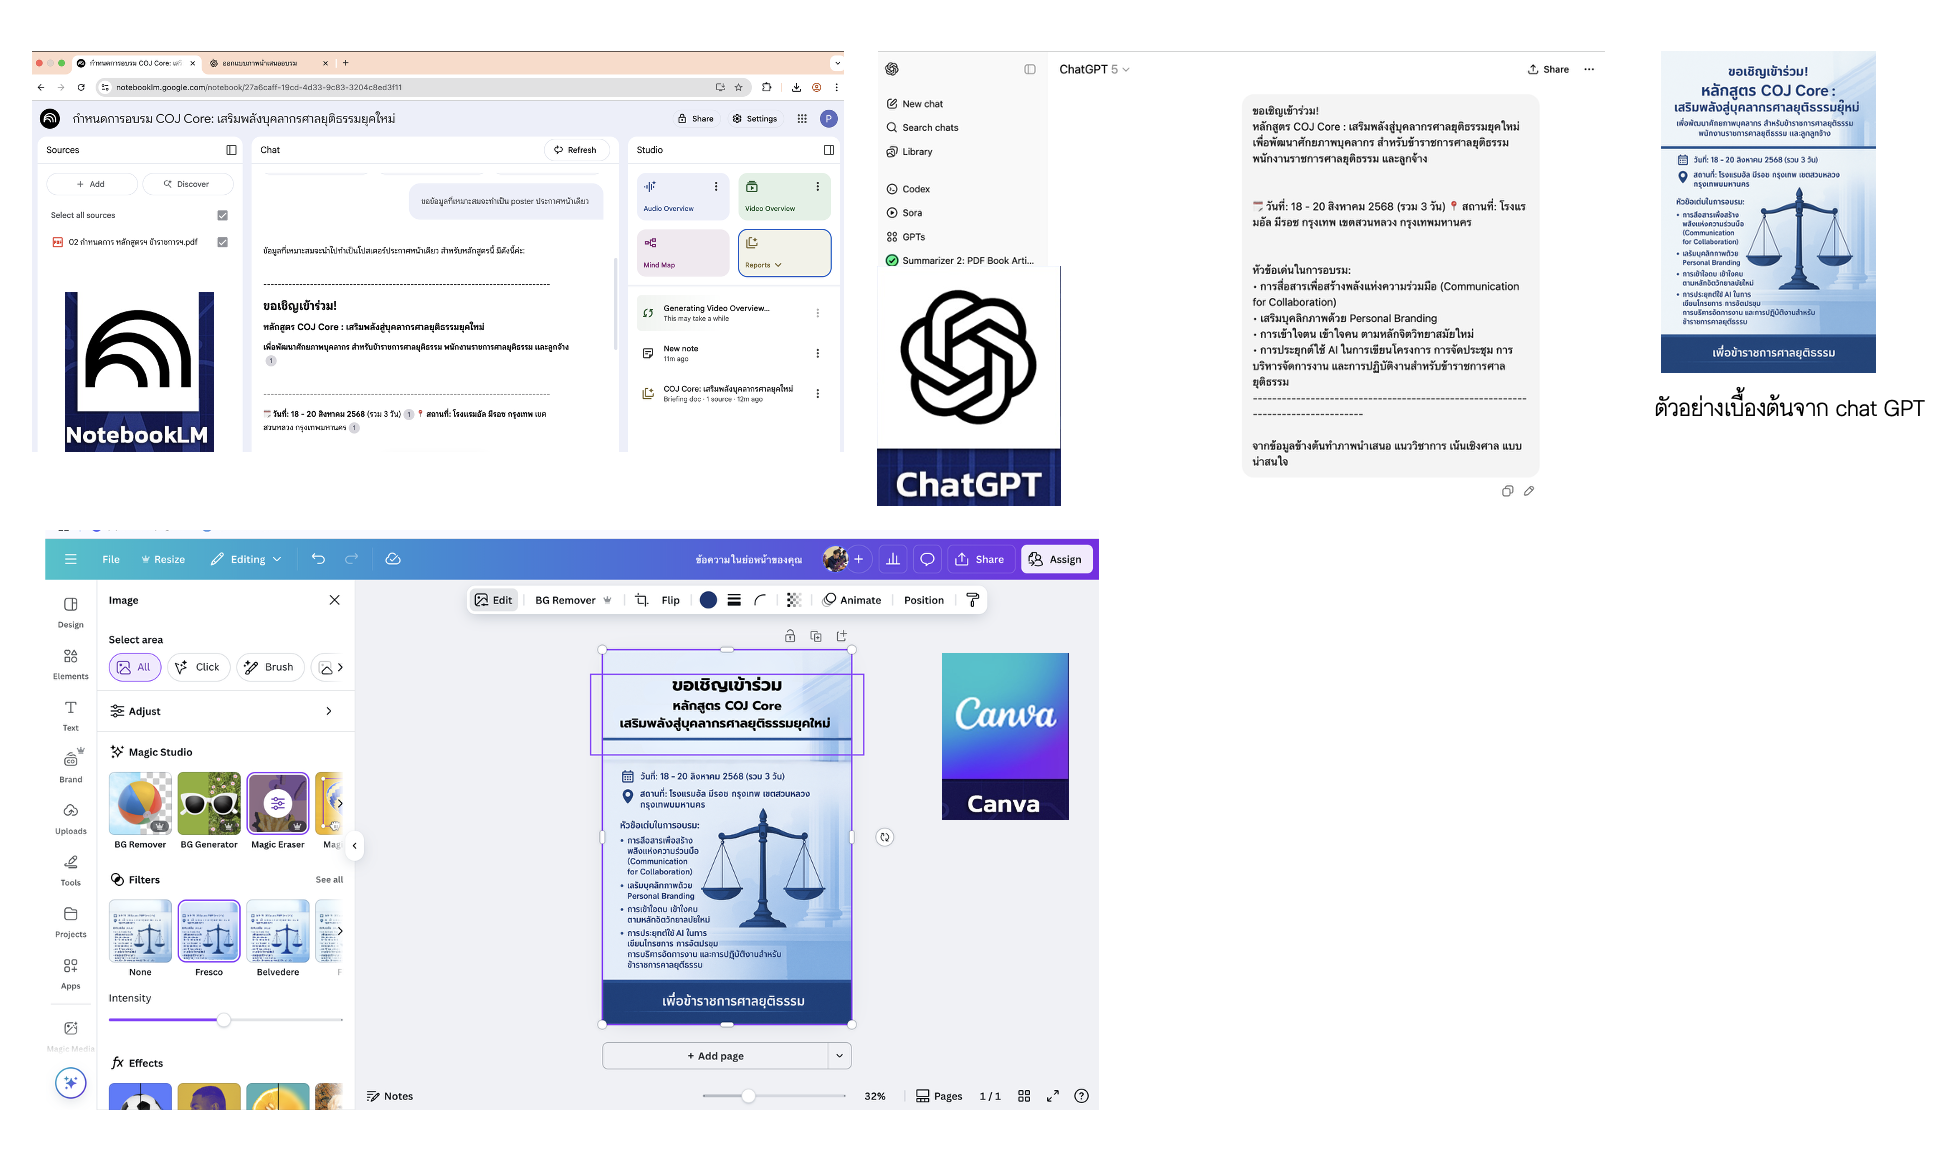 กำหนดการอบรม COJ Core: เสริ
ออกแบบภาพนำเสนออบรม
notebooklm.google.com/notebook/27a6caff-19cd-4d33-9c83-3204c8ed3f11
กำหนดการอบรม COJ Core: เสริมพลังบุคลากรศาลยุติธรรมยุคใหม่
Share
Settings
P
Sources
+ Add
Discover
Select all sources
02 กำหนดการ หลักสูตรฯ ข้าราชการฯ.pdf
NotebookLM
Chat
Refresh
ขอข้อมูลที่เหมาะสมจะทำเป็น poster ประกาศหน้าเดียว
ข้อมูลที่เหมาะสมจะนำไปทำเป็นโปสเตอร์ประกาศหน้าเดียว สำหรับหลักสูตรนี้ มีดังนี้ค่ะ:
ขอเชิญเข้าร่วม!
หลักสูตร COJ Core : เสริมพลังสู่บุคลากรศาลยุติธรรมยุคใหม่
เพื่อพัฒนาศักยภาพบุคลากร สำหรับข้าราชการศาลยุติธรรม พนักงานราชการศาลยุติธรรม และลูกจ้าง
1
วันที่: 18 - 20 สิงหาคม 2568 (รวม 3 วัน) 1 สถานที่: โรงแรมอัล มีรอซ กรุงเทพ เขต
สวนหลวง กรุงเทพมหานคร 1
Studio
Audio Overview
Video Overview
Mind Map
Reports
Generating Video Overview...
This may take a while
New note
11m ago
COJ Core: เสริมพลังบุคลากรศาลยุคใหม่
Briefing doc · 1 source · 12m ago
ChatGPT 5
Share
New chat
Search chats
Library
Codex
Sora
GPTs
Summarizer 2: PDF Book Arti...
ChatGPT
ขอเชิญเข้าร่วม!
หลักสูตร COJ Core : เสริมพลังสู่บุคลากรศาลยุติธรรมยุคใหม่
เพื่อพัฒนาศักยภาพบุคลากร สำหรับข้าราชการศาลยุติธรรม
พนักงานราชการศาลยุติธรรม และลูกจ้าง
วันที่: 18 - 20 สิงหาคม 2568 (รวม 3 วัน) สถานที่: โรงแร
มอัล มีรอซ กรุงเทพ เขตสวนหลวง กรุงเทพมหานคร
หัวข้อเด่นในการอบรม:
• การสื่อสารเพื่อสร้างพลังแห่งความร่วมมือ (Communication
for Collaboration)
• เสริมบุคลิกภาพด้วย Personal Branding
• การเข้าใจตน เข้าใจคน ตามหลักจิตวิทยาสมัยใหม่
• การประยุกต์ใช้ AI ในการเขียนโครงการ การจัดประชุม การ
บริหารจัดการงาน และการปฏิบัติงานสำหรับข้าราชการศาล
ยุติธรรม
------------------------------------------------------
----------------------
จากข้อมูลข้างต้นทำภาพนำเสนอ แนววิชาการ เน้นเชิงศาล แบบ
น่าสนใจ
ขอเชิญเข้าร่วม!
หลักสูตร COJ Core :
เสริมพลังสู่บุคลากรศาลยุติธรรมยุ๊หม่
เพื่อพัฒนาศักยภาพบุคลากร สำหรับข้าราชการศาลยุติธรรม
พนักงานราชการศาลยุติธรรม และลูกลูกจ้าง
วันที่: 18 - 20 สิงหาคม 2568 (รวม 3 วัน)
สถานที่: โรงแรมอัล มีรอซ กรุงเทพ เขตสวนหลวง
กรุงเทพบมหานคร
หัวข้อเด่นในการอบรม:
• การสื่อสารเพื่อสร้าง
พลังแห่งความร่วมมือ
(Communication
for Collaboration)
• เสริมบุคลิกภาพด้วย
Personal Branding
• การเข้าใจตน เข้าใจคน
ตามหลักจิตวิทยาสมัยใหม่
• การประยุกต์ใช้ AI ในการ
เขียนโครงการ การจัดประชุม
การบริหารจัดการงาน และการปฏิบัติงานสำหรับ
ข้าราชการศาลยุติธรรม
เพื่อข้าราชการศาลยุติธรรม
ตัวอย่างเบื้องต้นจาก chat GPT
File
Resize
Editing
ข้อความในย่อหน้าของคุณ
Share
Assign
Design
Elements
Text
Brand
Uploads
Tools
Projects
Apps
Magic Media
Image
Select area
All
Click
Brush
Adjust
Magic Studio
BG Remover
BG Generator
Magic Eraser
Mag
Filters
See all
None
Fresco
Belvedere
F
Intensity
fx Effects
Edit
BG Remover
Flip
Animate
Position
ขอเชิญเข้าร่วม
หลักสูตร COJ Core
เสริมพลังสู่บุคลากรศาลยุติธรรมยุคใหม่
วันที่: 18 - 20 สิงหาคม 2568 (รวม 3 วัน)
สถานที่: โรงแรมอัล มีรอซ กรุงเทพ เขตสวนหลวง
กรุงเทพบมหานคร
หัวข้อเด่นในการอบรม:
• การสื่อสารเพื่อสร้าง
พลังแห่งความร่วมมือ
(Communication
for Collaboration)
• เสริมบุคลิกภาพด้วย
Personal Branding
• การเข้าใจตน เข้าใจคน
ตามหลักจิตวิทยาสมัยใหม่
• การประยุกต์ใช้ AI ในการ
เขียนโครงการ การจัดประชุม
การบริหารจัดการงาน และการปฏิบัติงานสำหรับ
ข้าราชการศาลยุติธรรม
เพื่อข้าราชการศาลยุติธรรม
+ Add page
Notes
32%
Pages
1 / 1
Canva
Canva